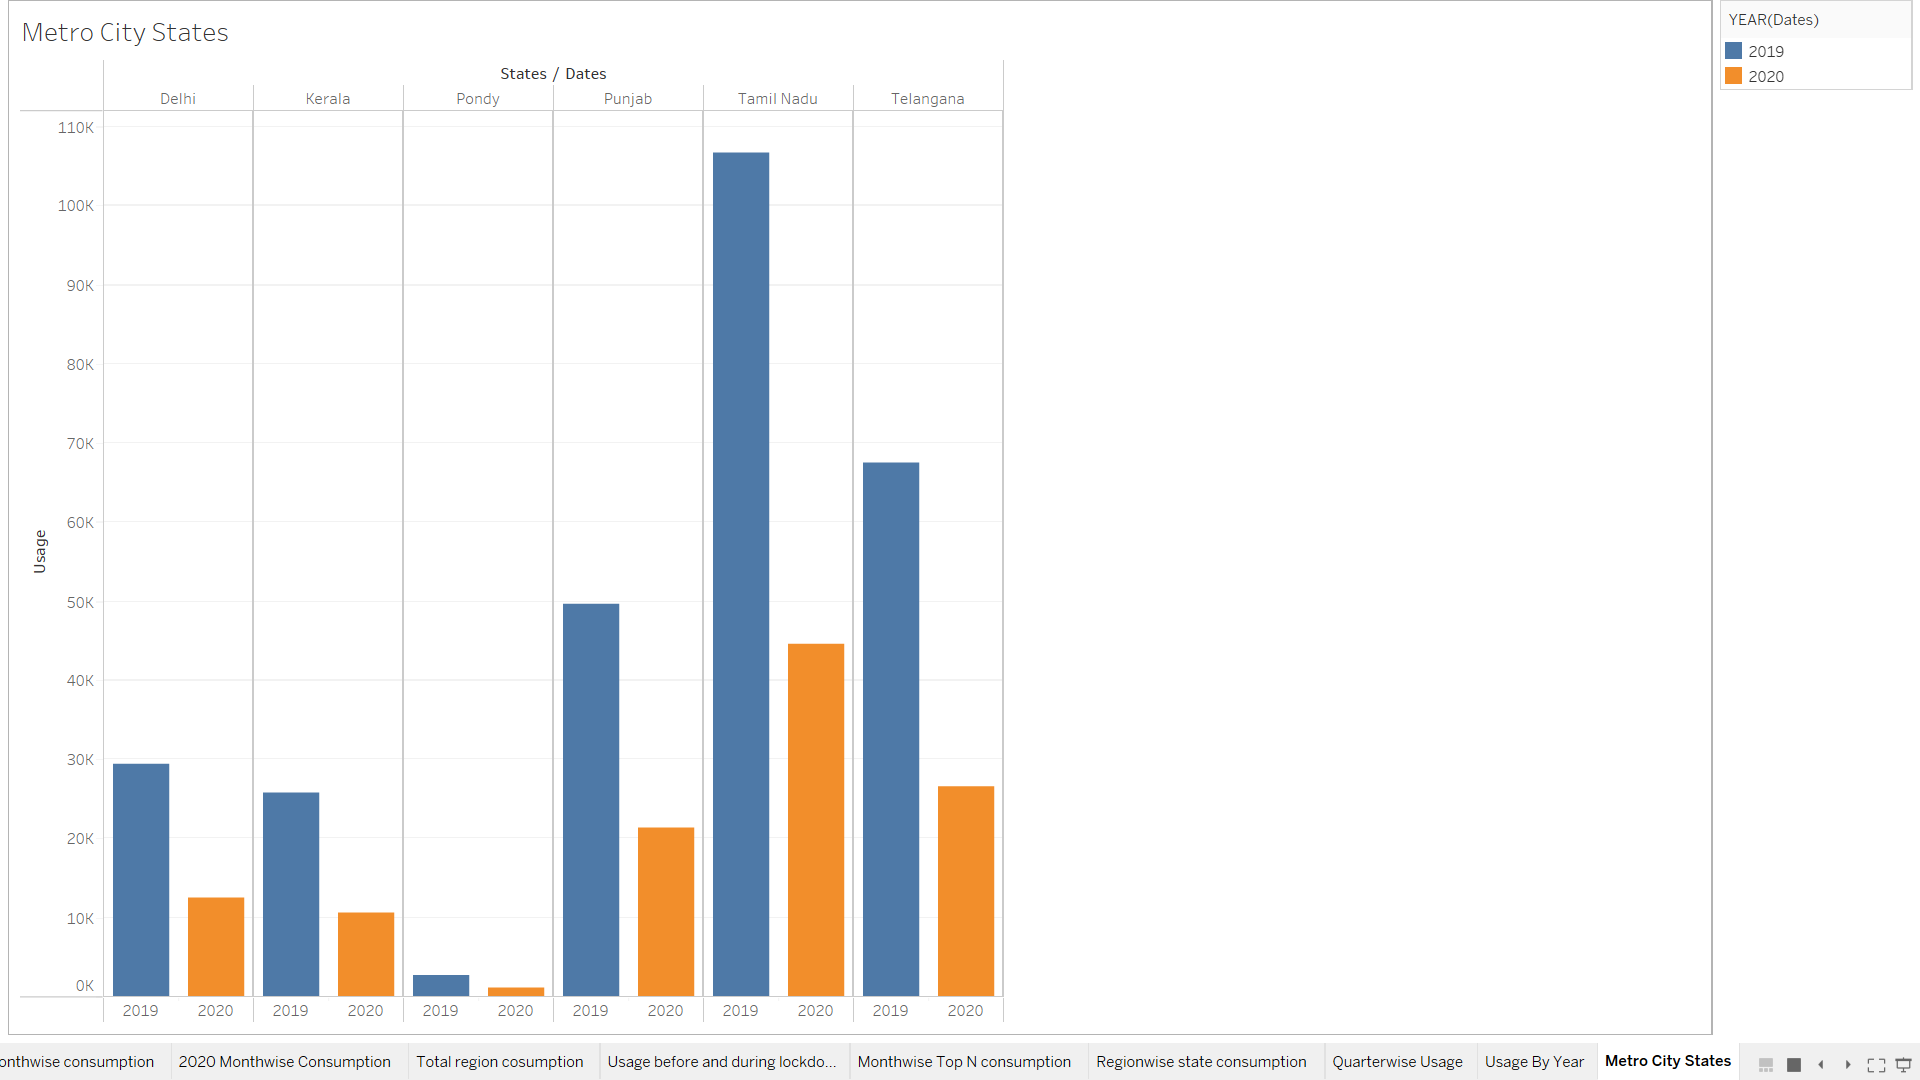 Metro City States
YEAR(Dates)
2019
2020
States / Dates
Delhi Kerala Pondy Punjab Tamil Nadu Telangana
110K
100K
90K
80K
70K
60K
50K
40K
30K
20K
10K
0K
Usage
2019 2020 2019 2020 2019 2020 2019 2020 2019 2020 2019 2020
onthwise consumption 2020 Monthwise Consumption Total region cosumption Usage before and during lockdo... Monthwise Top N consumption Regionwise state consumption Quarterwise Usage Usage By Year Metro City States